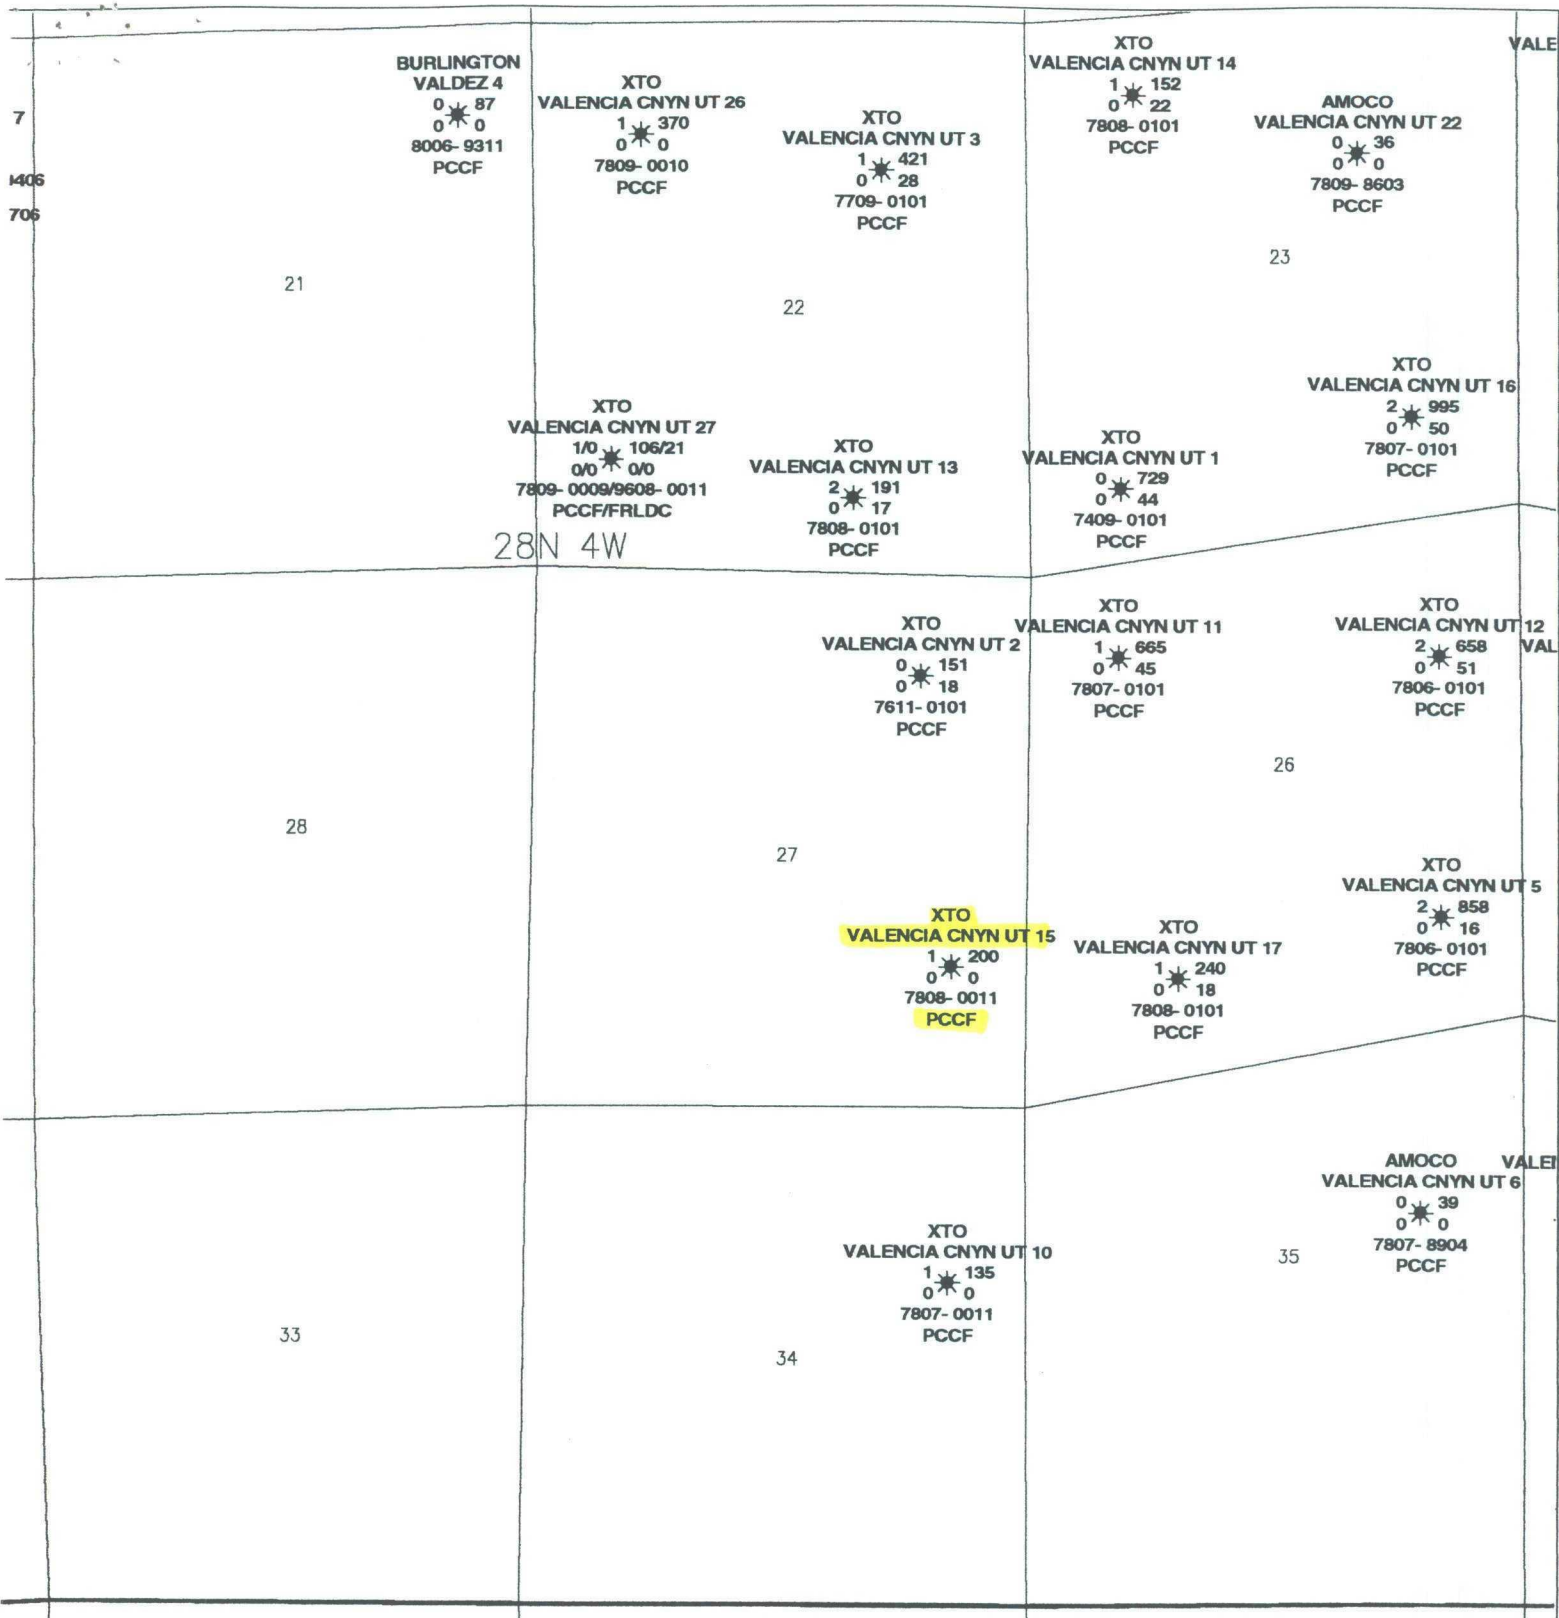 BURLINGTON
VALDEZ 4
0 87
0 0
8006- 9311
PCCF
XTO
VALENCIA CNYN UT 26
1 370
0 0
7809- 0010
PCCF
XTO
VALENCIA CNYN UT 3
1 421
0 28
7709- 0101
PCCF
XTO
VALENCIA CNYN UT 14
1 152
0 22
7808- 0101
PCCF
AMOCO
VALENCIA CNYN UT 22
0 36
0 0
7809- 8603
PCCF
VALE
7
706
21
22
23
XTO
VALENCIA CNYN UT 27
1/0 106/21
0/0 0/0
7809- 0009/9608- 0011
PCCF/FRLDC
XTO
VALENCIA CNYN UT 13
2 191
0 17
7808- 0101
PCCF
XTO
VALENCIA CNYN UT 1
0 729
0 44
7409- 0101
PCCF
XTO
VALENCIA CNYN UT 16
2 995
0 50
7807- 0101
PCCF
28N 4W
XTO
VALENCIA CNYN UT 2
0 151
0 18
7611- 0101
PCCF
XTO
VALENCIA CNYN UT 11
1 665
0 45
7807- 0101
PCCF
XTO
VALENCIA CNYN UT 12
2 658
0 51
7806- 0101
PCCF
VAL
28
27
26
XTO
VALENCIA CNYN UT 15
1 200
0 0
7808- 0011
PCCF
XTO
VALENCIA CNYN UT 17
1 240
0 18
7808- 0101
PCCF
XTO
VALENCIA CNYN UT 5
2 858
0 16
7806- 0101
PCCF
XTO
VALENCIA CNYN UT 10
1 135
0 0
7807- 0011
PCCF
AMOCO
VALENCIA CNYN UT 6
0 39
0 0
7807- 8904
PCCF
33
34
35